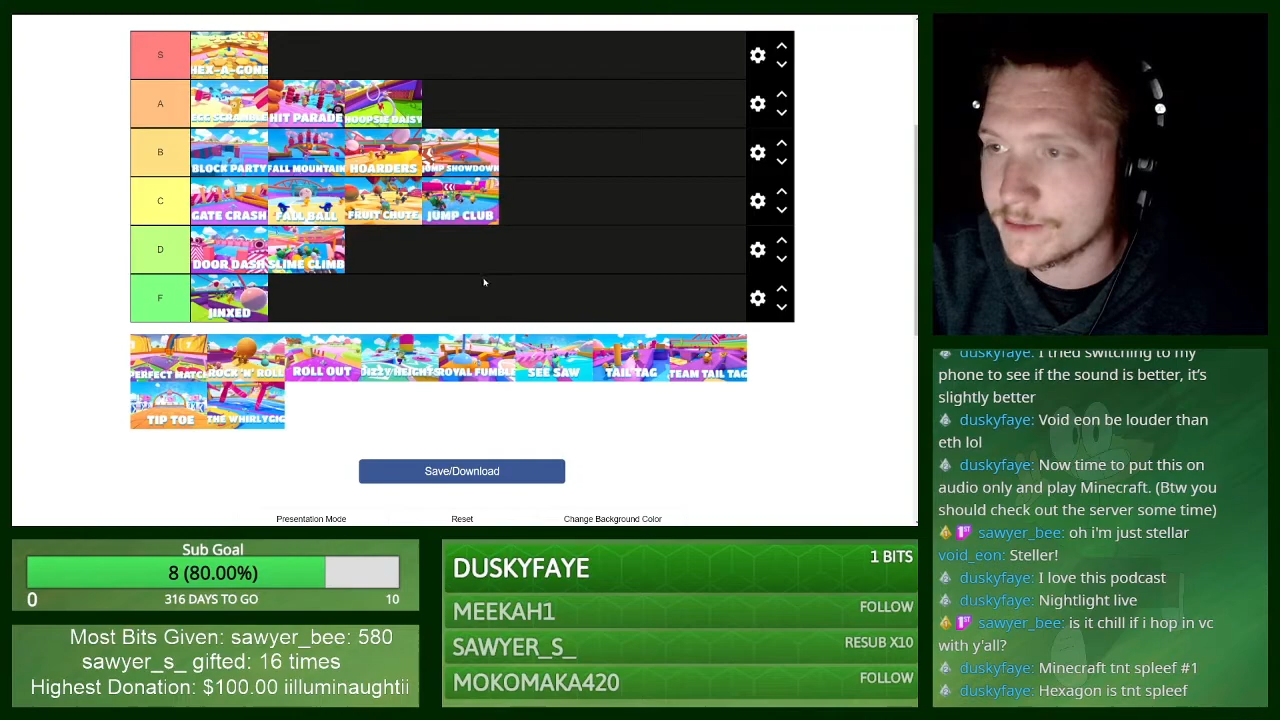 S
HEX-A-GONE
A
EGG SCRAMBLE
HIT PARADE
HOOPSIE DAISY
B
BLOCK PARTY
FALL MOUNTAIN
HOARDERS
JUMP SHOWDOWN
C
GATE CRASH
FALL BALL
FRUIT CHUTE
JUMP CLUB
D
DOOR DASH
SLIME CLIMB
F
JINXED
PERFECT MATCH
ROCK 'N' ROLL
ROLL OUT
DIZZY HEIGHTS
ROYAL FUMBLE
SEE SAW
TAIL TAG
TEAM TAIL TAG
TIP TOE
THE WHIRLYGIG
Save/Download
Presentation Mode
Reset
Change Background Color
duskyfaye: I tried switching to my
phone to see if the sound is better, it's
slightly better
duskyfaye: Void eon be louder than
eth lol
duskyfaye: Now time to put this on
audio only and play Minecraft. (Btw you
should check out the server some time)
1ST sawyer_bee: oh i'm just stellar
void_eon: Steller!
duskyfaye: I love this podcast
duskyfaye: Nightlight live
1ST sawyer_bee: is it chill if i hop in vc
with y'all?
duskyfaye: Minecraft tnt spleef #1
duskyfaye: Hexagon is tnt spleef
Sub Goal
8 (80.00%)
0
316 DAYS TO GO
10
Most Bits Given: sawyer_bee: 580
sawyer_s_ gifted: 16 times
Highest Donation: $100.00 iilluminaughtii
DUSKYFAYE
1 BITS
MEEKAH1
FOLLOW
SAWYER_S_
RESUB X10
MOKOMAKA420
FOLLOW